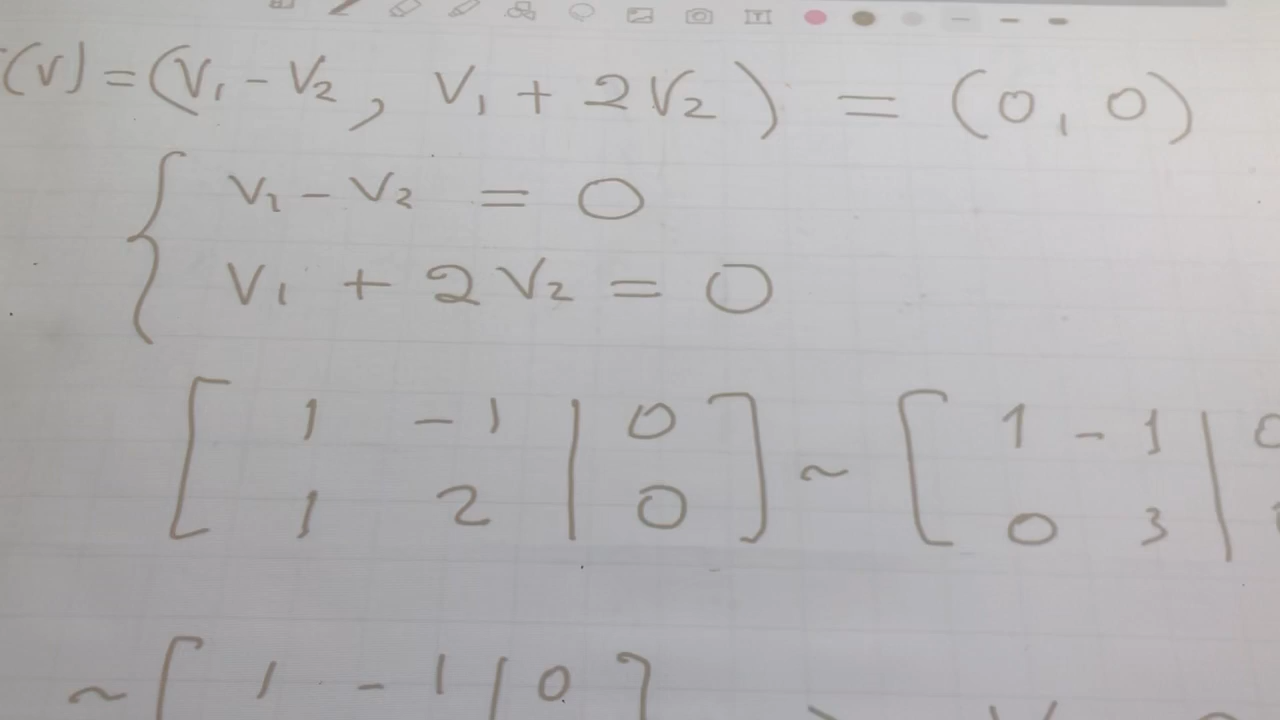 (V) = (V1 - V2, V1 + 2V2) = (0, 0)
V1 - V2 = 0
V1 + 2V2 = 0
[1 -1 | 0] ~ [1 -1 | 0
[1 2 | 0] [0 3 |
~ [1 -1 | 0]